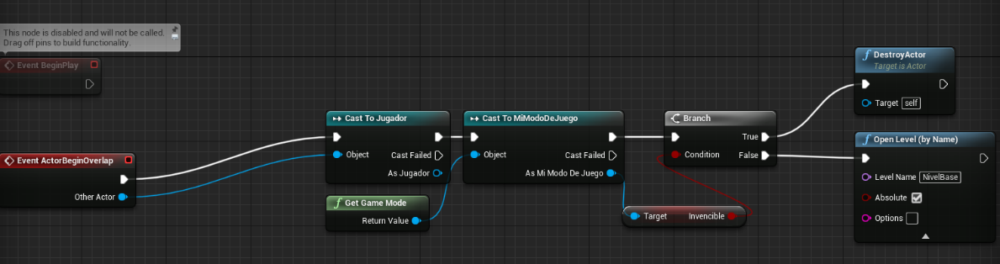 This node is disabled and will not be called.
Drag off pins to build functionality.
Event BeginPlay
Event ActorBeginOverlap
Other Actor
Cast To Jugador
Object
Cast Failed
As Jugador
Get Game Mode
Return Value
Cast To MiModoDeJuego
Object
Cast Failed
As Mi Modo De Juego
Target
Invencible
Branch
True
Condition
False
DestroyActor
Target is Actor
Target self
Open Level (by Name)
Level Name NivelBase
Absolute
Options